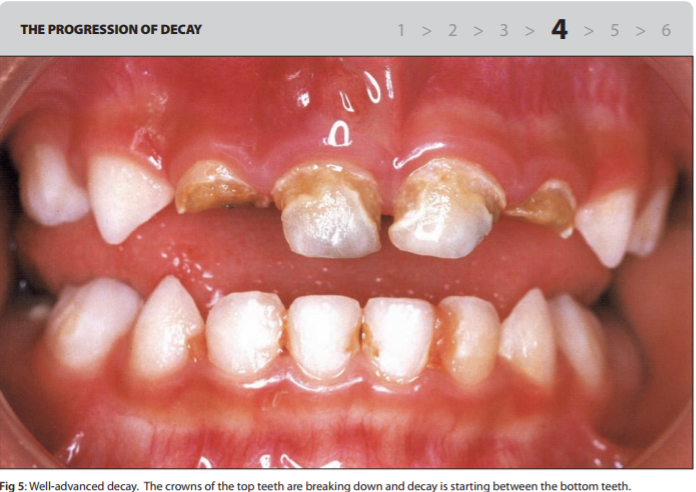 THE PROGRESSION OF DECAY 1 > 2 > 3 > 4 > 5 > 6
Fig 5: Well-advanced decay. The crowns of the top teeth are breaking down and decay is starting between the bottom teeth.